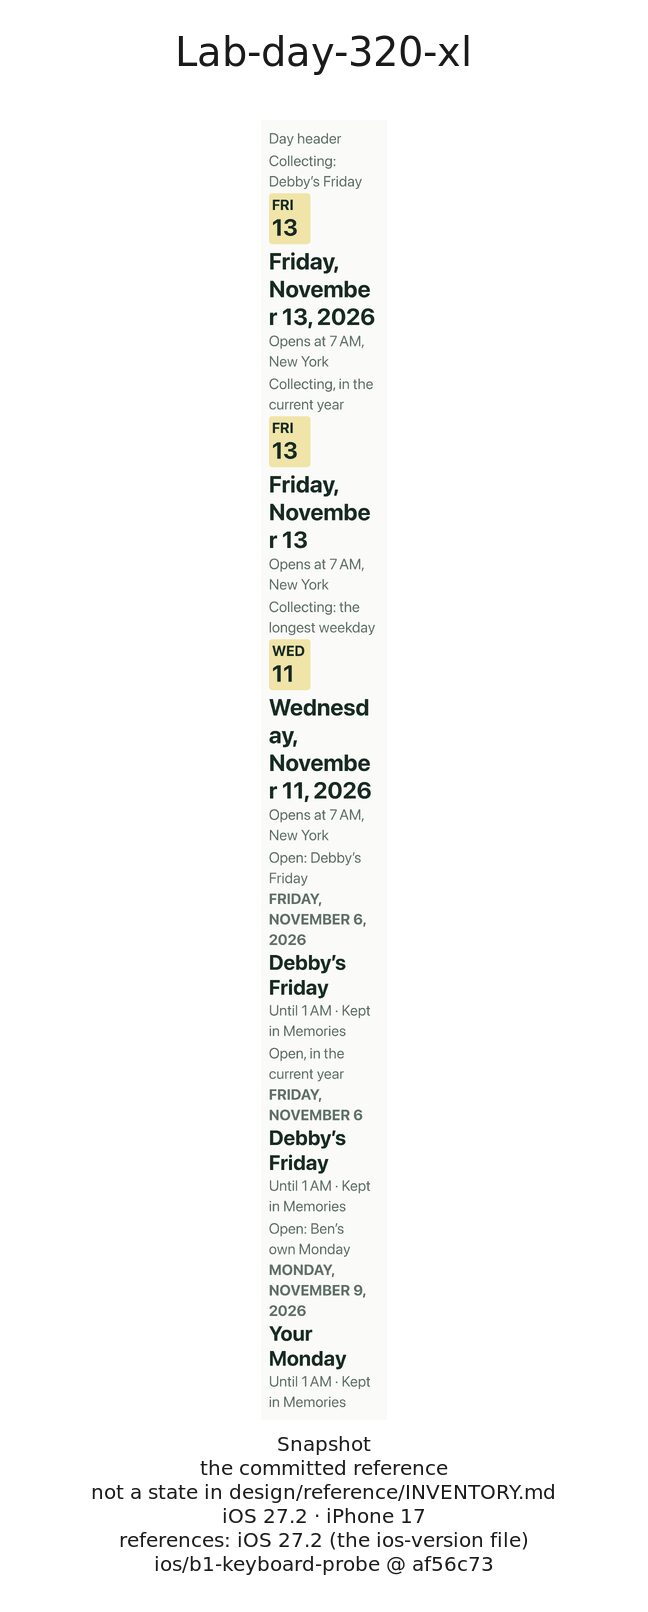 Lab-day-320-xl
Day header
Collecting:
Debby’s Friday
FRI
13
Friday,
Novembe
r 13, 2026
Opens at 7 AM,
New York
Collecting, in the
current year
FRI
13
Friday,
Novembe
r 13
Opens at 7 AM,
New York
Collecting: the
longest weekday
WED
11
Wednesd
ay,
Novembe
r 11, 2026
Opens at 7 AM,
New York
Open: Debby’s
Friday
FRIDAY,
NOVEMBER 6,
2026
Debby’s
Friday
Until 1 AM · Kept
in Memories
Open, in the
current year
FRIDAY,
NOVEMBER 6
Debby’s
Friday
Until 1 AM · Kept
in Memories
Open: Ben’s
own Monday
MONDAY,
NOVEMBER 9,
2026
Your
Monday
Until 1 AM · Kept
in Memories
Snapshot
the committed reference
not a state in design/reference/INVENTORY.md
iOS 27.2 · iPhone 17
references: iOS 27.2 (the ios-version file)
ios/b1-keyboard-probe @ af56c73